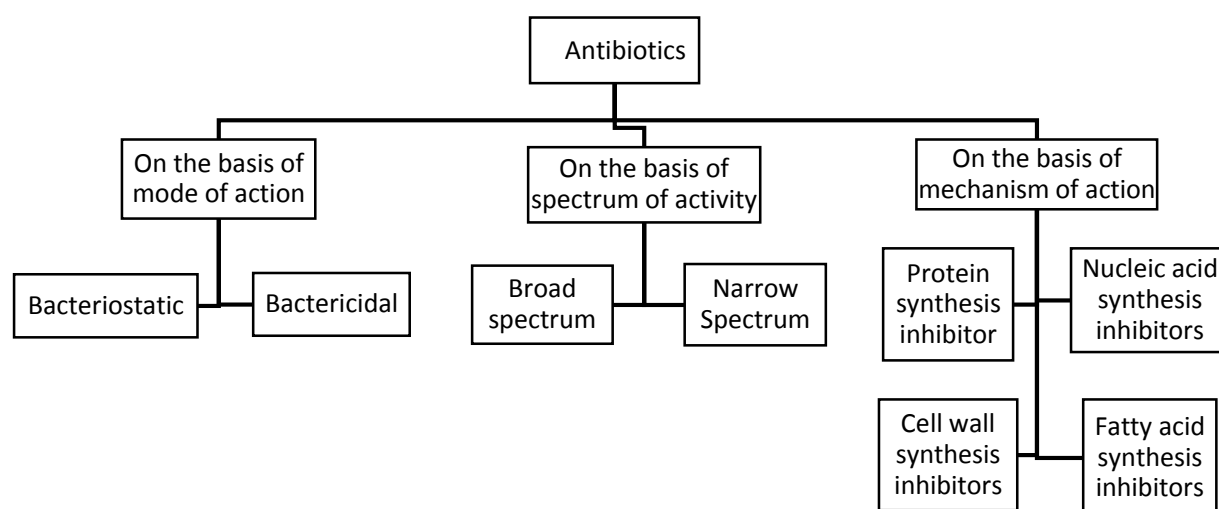 Antibiotics
On the basis of
mode of action
On the basis of
spectrum of activity
On the basis of
mechanism of action
Bacteriostatic
Bactericidal
Broad
spectrum
Narrow
Spectrum
Protein
synthesis
inhibitor
Nucleic acid
synthesis
inhibitors
Cell wall
synthesis
inhibitors
Fatty acid
synthesis
inhibitors